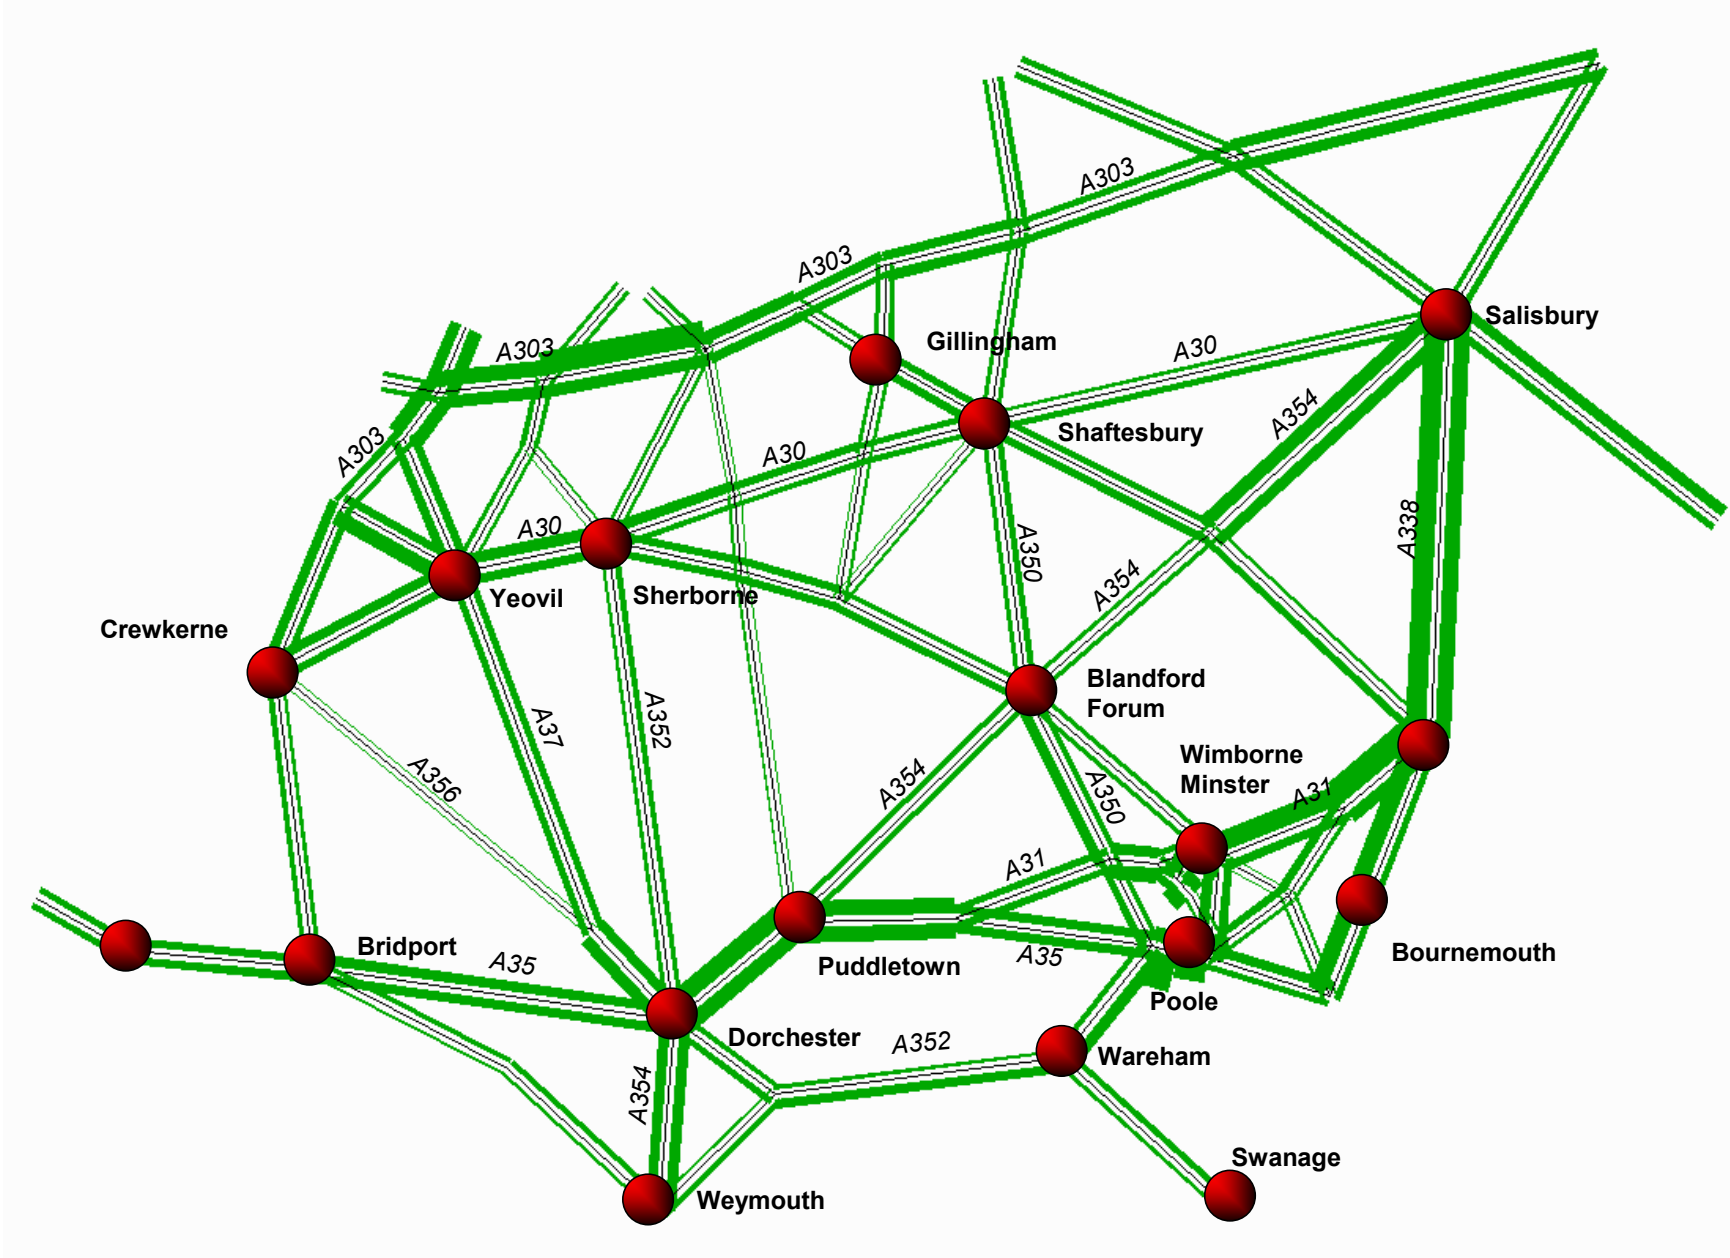 A303
A303
Salisbury
Gillingham
A303
A30
A354
Shaftesbury
A303
A30
A338
A30
A350
A354
Yeovil
Sherborne
Crewkerne
Blandford
Forum
A37
A352
Wimborne
Minster
A356
A354
A350
A31
A31
Bridport
A35
Puddletown
A35
Bournemouth
Poole
Dorchester
A352
Wareham
A354
Swanage
Weymouth